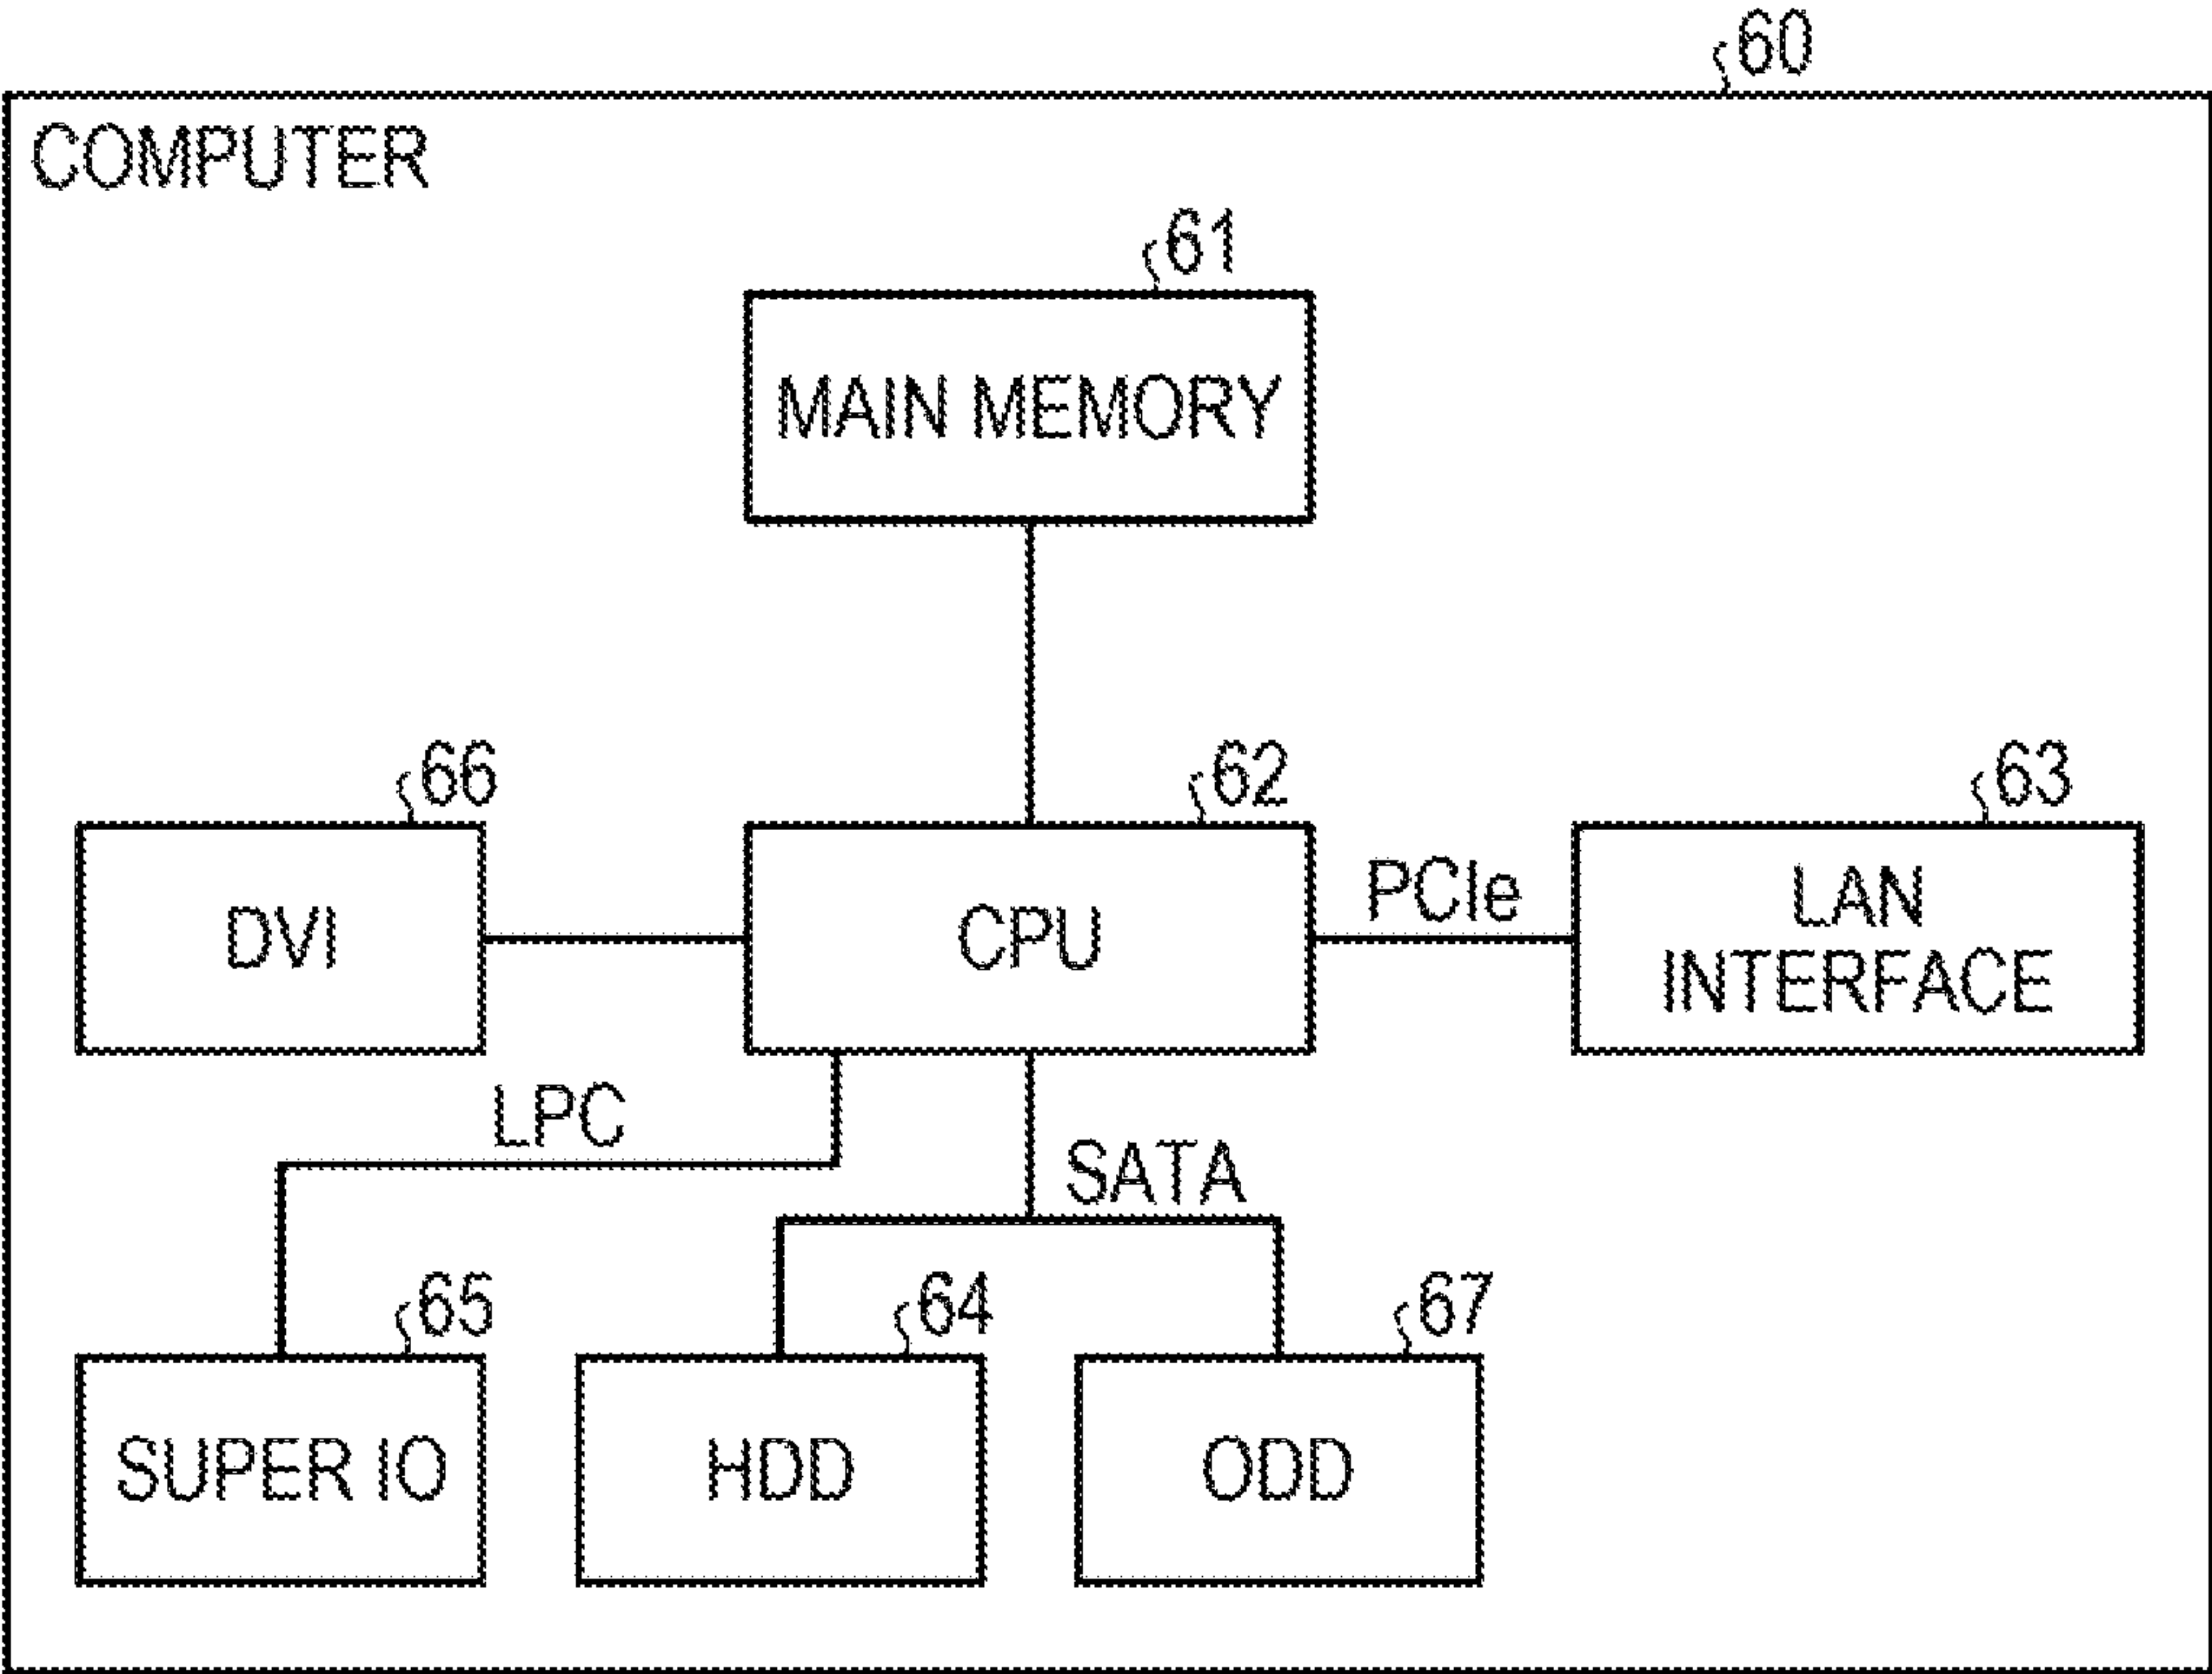 60
COMPUTER
61
MAIN MEMORY
66
62
63
DVI
CPU
PCIe
LAN
INTERFACE
LPC
SATA
65
64
67
SUPER IO
HDD
ODD